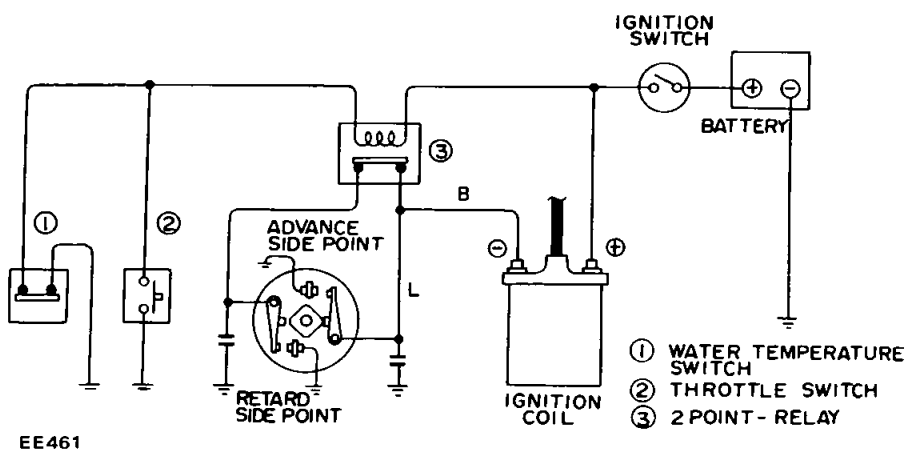 IGNITION
SWITCH
BATTERY
③
B
①
②
ADVANCE
SIDE POINT
L
RETARD
SIDE POINT
IGNITION
COIL
① WATER TEMPERATURE
SWITCH
② THROTTLE SWITCH
③ 2 POINT-RELAY
EE461